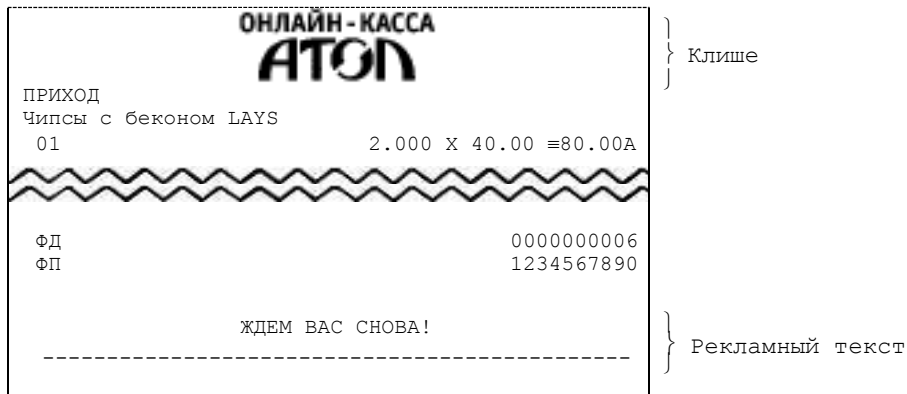 ОНЛАЙН-КАССА
АТОЛ
Клише
ПРИХОД
Чипсы с беконом LAYS
01 2.000 X 40.00 ≡80.00А
ФД 0000000006
ФП 1234567890
ЖДЕМ ВАС СНОВА!
Рекламный текст